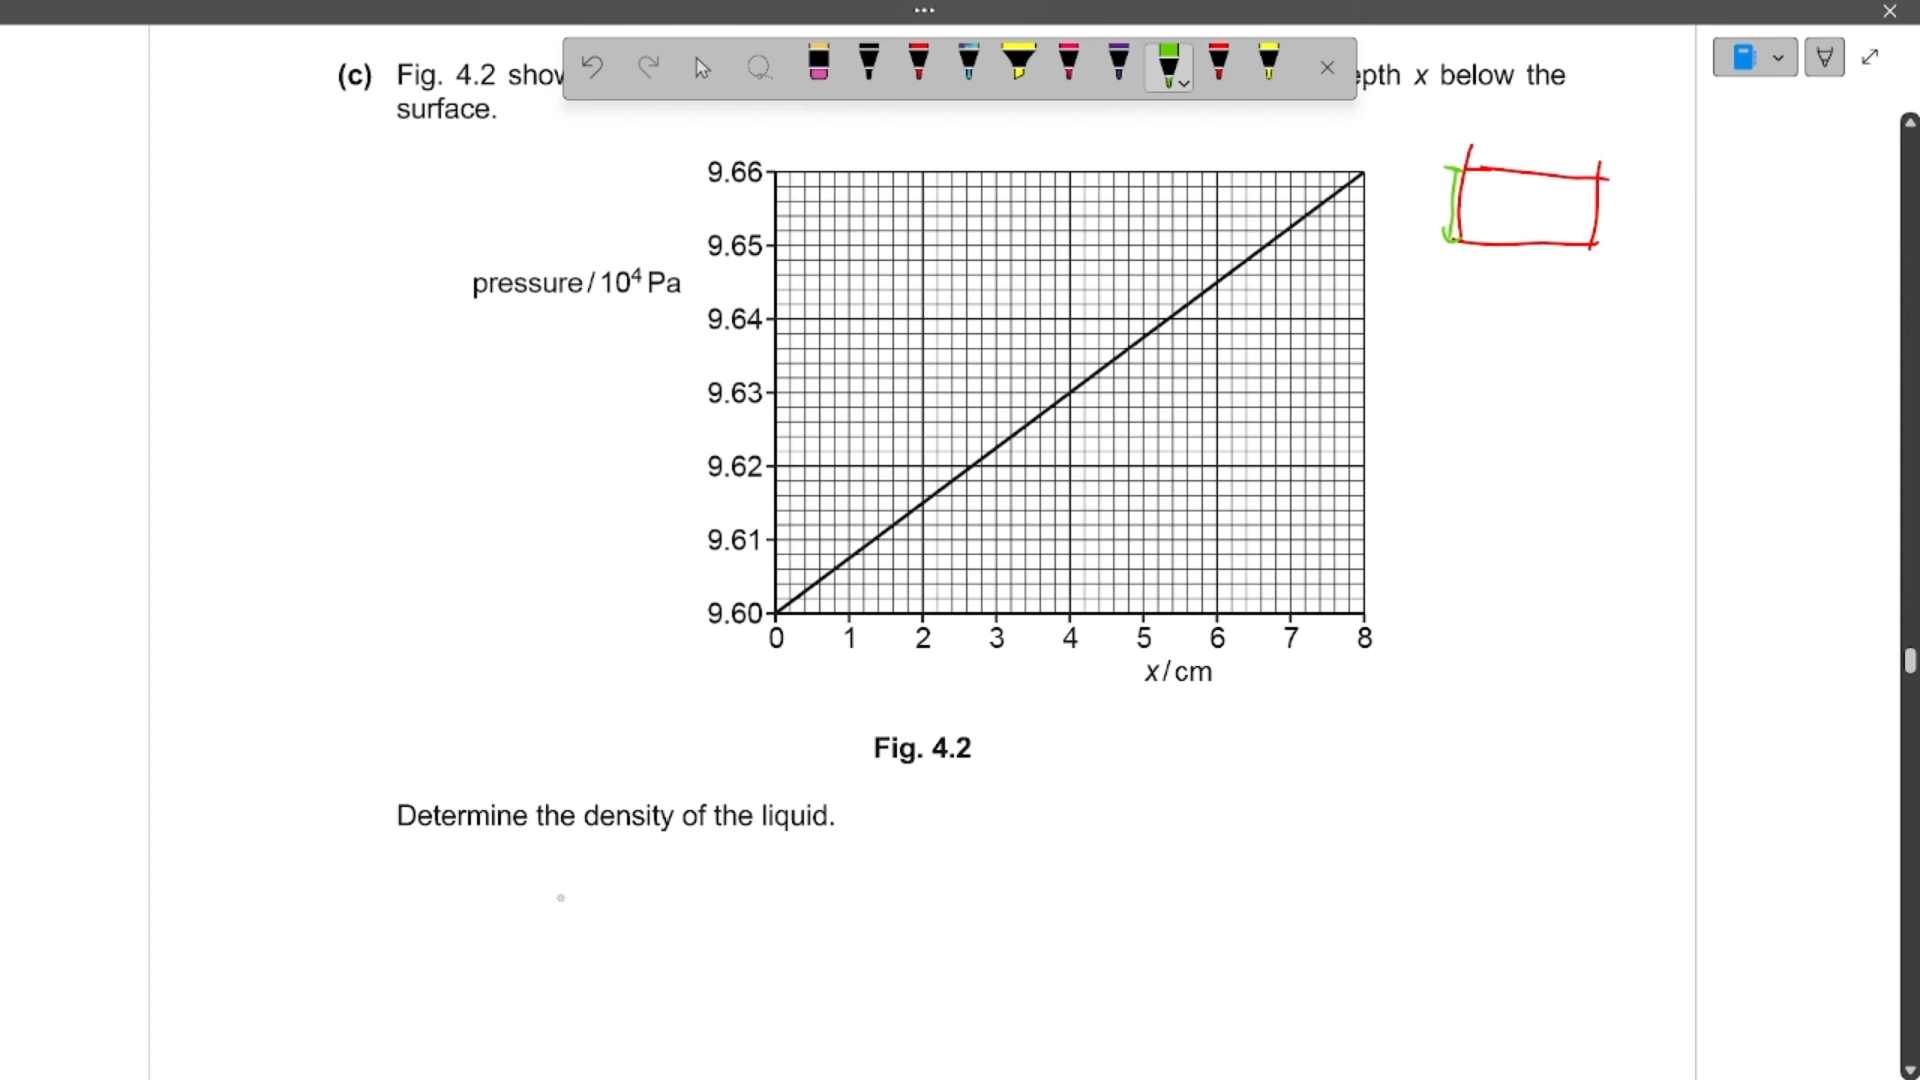 (c) Fig. 4.2 depth x below the
surface.
9.66
9.65
pressure / 10⁴ Pa
9.64
9.63
9.62
9.61
9.60
0 1 2 3 4 5 6 7 8
x / cm
Fig. 4.2
Determine the density of the liquid.